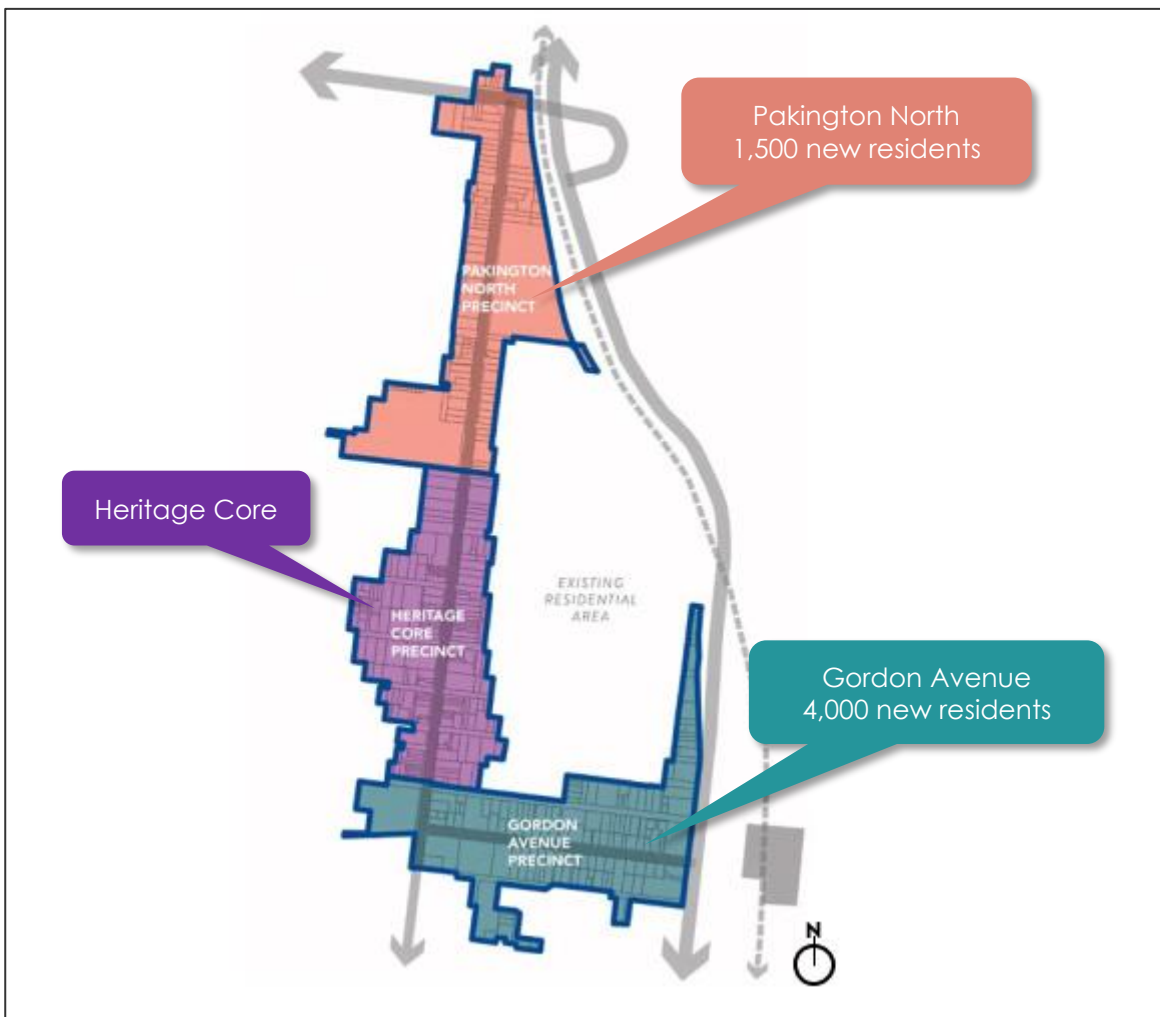 Pakington North
1,500 new residents
PAKINGTON
NORTH
PRECINCT
Heritage Core
EXISTING
RESIDENTIAL
AREA
HERITAGE
CORE
PRECINCT
Gordon Avenue
4,000 new residents
GORDON
AVENUE
PRECINCT
N